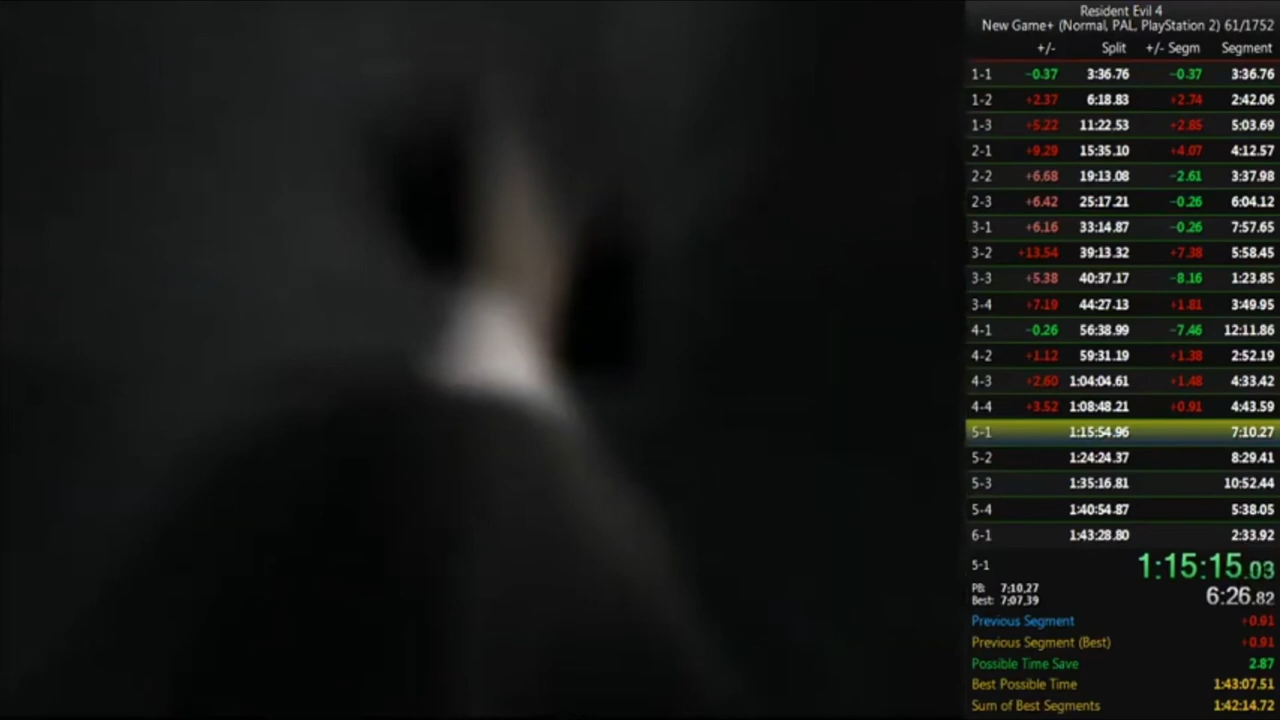 Resident Evil 4
New Game+ (Normal, PAL, PlayStation 2) 61/1752
+/- Split +/- Segm Segment
1-1 −0.37 3:36.76 −0.37 3:36.76
1-2 +2.37 6:18.83 +2.74 2:42.06
1-3 +5.22 11:22.53 +2.85 5:03.69
2-1 +9.29 15:35.10 +4.07 4:12.57
2-2 +6.68 19:13.08 −2.61 3:37.98
2-3 +6.42 25:17.21 −0.26 6:04.12
3-1 +6.16 33:14.87 −0.26 7:57.65
3-2 +13.54 39:13.32 +7.38 5:58.45
3-3 +5.38 40:37.17 −8.16 1:23.85
3-4 +7.19 44:27.13 +1.81 3:49.95
4-1 −0.26 56:38.99 −7.46 12:11.86
4-2 +1.12 59:31.19 +1.38 2:52.19
4-3 +2.60 1:04:04.61 +1.48 4:33.42
4-4 +3.52 1:08:48.21 +0.91 4:43.59
5-1 1:15:54.96 7:10.27
5-2 1:24:24.37 8:29.41
5-3 1:35:16.81 10:52.44
5-4 1:40:54.87 5:38.05
6-1 1:43:28.80 2:33.92
5-1 1:15:15.03
PB: 7:10.27
Best: 7:07.39 6:26.82
Previous Segment +0.91
Previous Segment (Best) +0.91
Possible Time Save 2.87
Best Possible Time 1:43:07.51
Sum of Best Segments 1:42:14.72